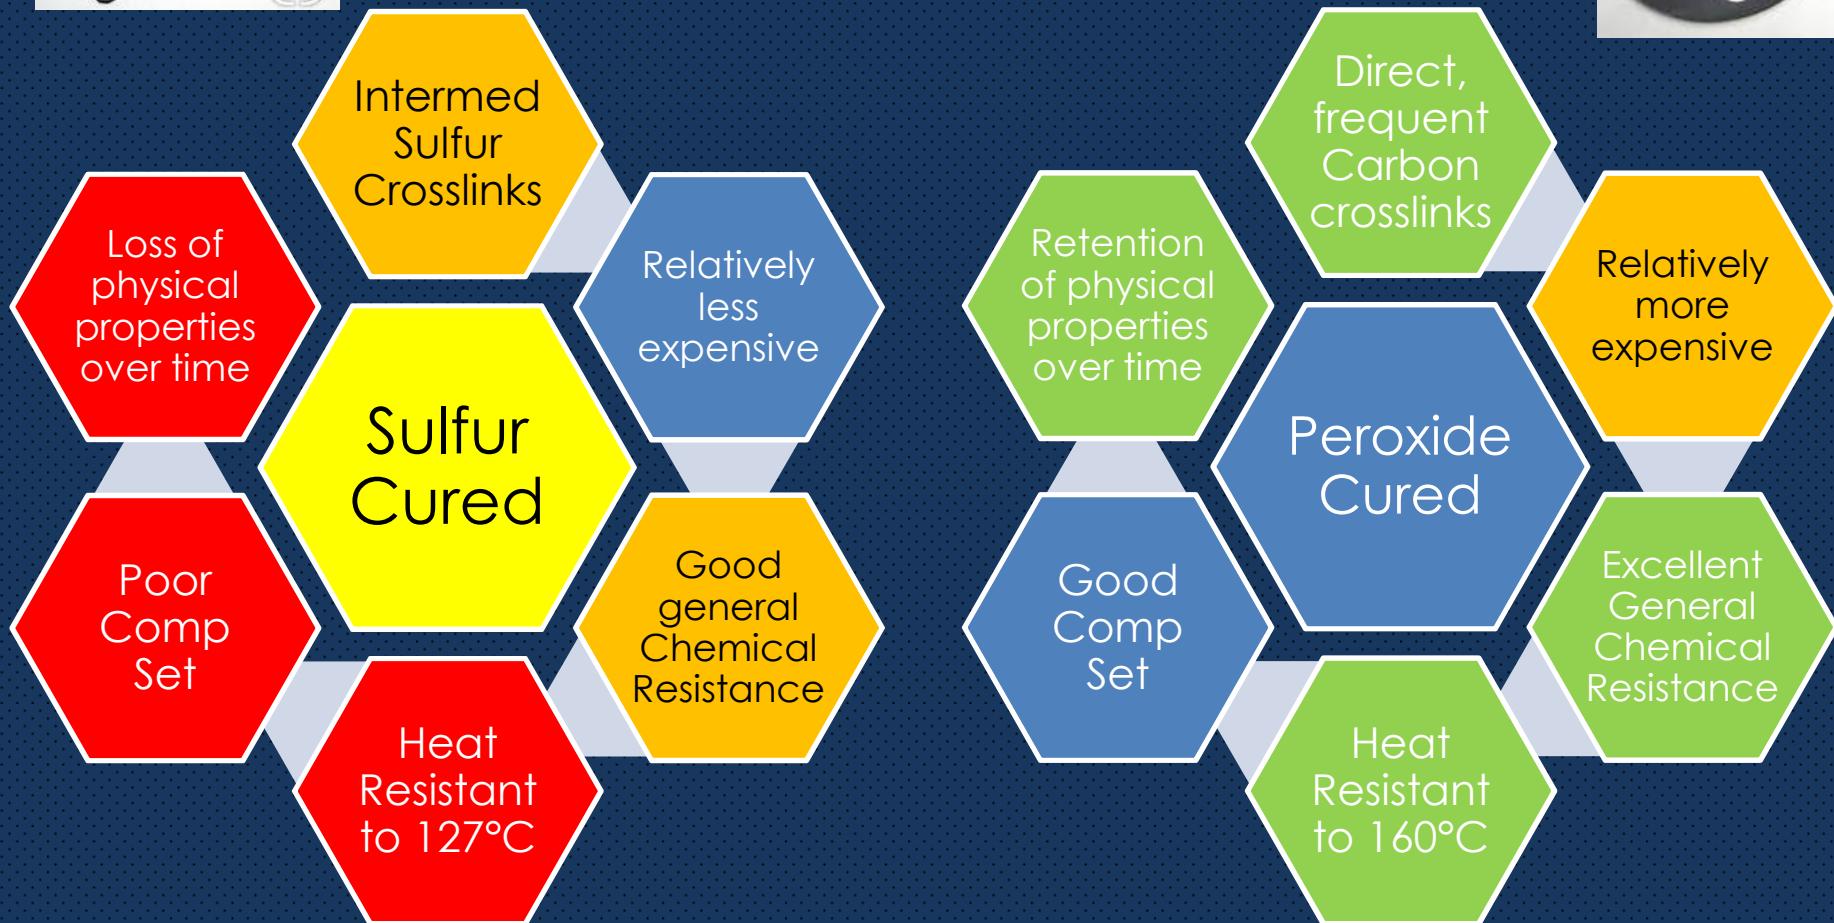 Intermed
Sulfur
Crosslinks
Relatively
less
expensive
Good
general
Chemical
Resistance
Heat
Resistant
to 127°C
Poor
Comp
Set
Loss of
physical
properties
over time
Sulfur
Cured
Direct,
frequent
Carbon
crosslinks
Relatively
more
expensive
Excellent
General
Chemical
Resistance
Heat
Resistant
to 160°C
Good
Comp
Set
Retention
of physical
properties
over time
Peroxide
Cured